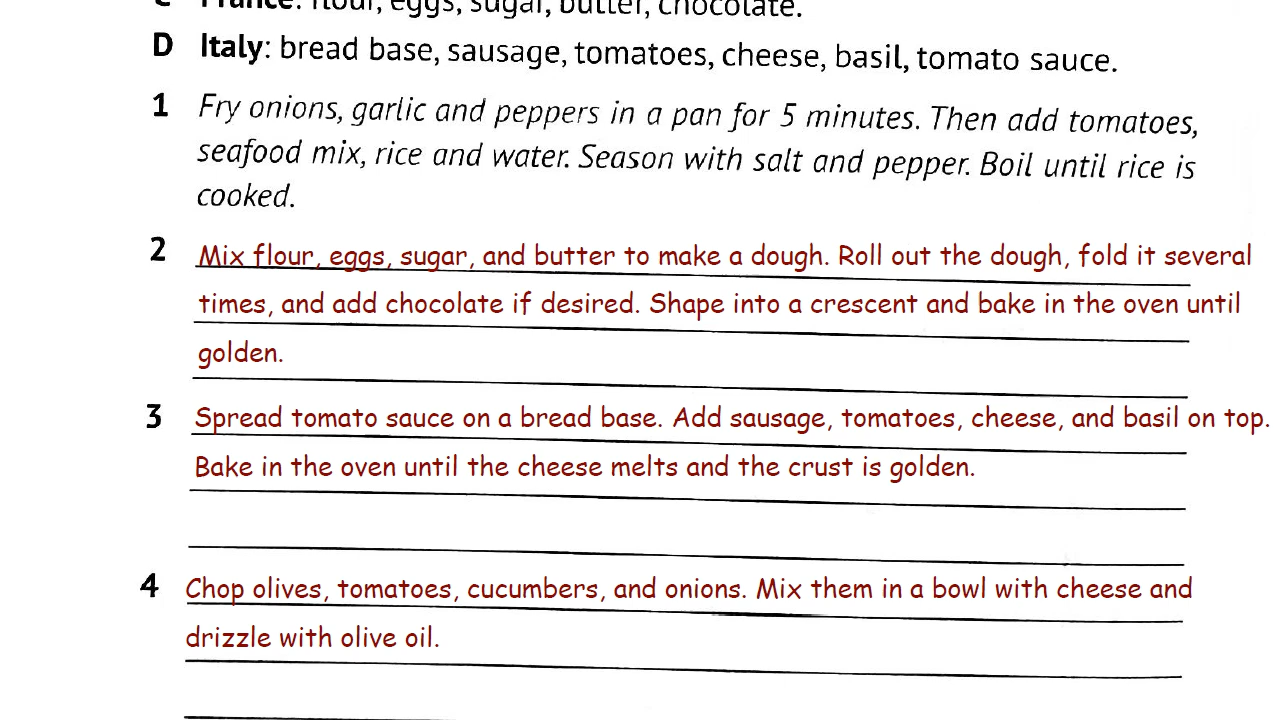 C France: flour, eggs, sugar, butter, chocolate.
D Italy: bread base, sausage, tomatoes, cheese, basil, tomato sauce.
1 Fry onions, garlic and peppers in a pan for 5 minutes. Then add tomatoes,
seafood mix, rice and water. Season with salt and pepper. Boil until rice is
cooked.
2 Mix flour, eggs, sugar, and butter to make a dough. Roll out the dough, fold it several
times, and add chocolate if desired. Shape into a crescent and bake in the oven until
golden.
3 Spread tomato sauce on a bread base. Add sausage, tomatoes, cheese, and basil on top.
Bake in the oven until the cheese melts and the crust is golden.
4 Chop olives, tomatoes, cucumbers, and onions. Mix them in a bowl with cheese and
drizzle with olive oil.